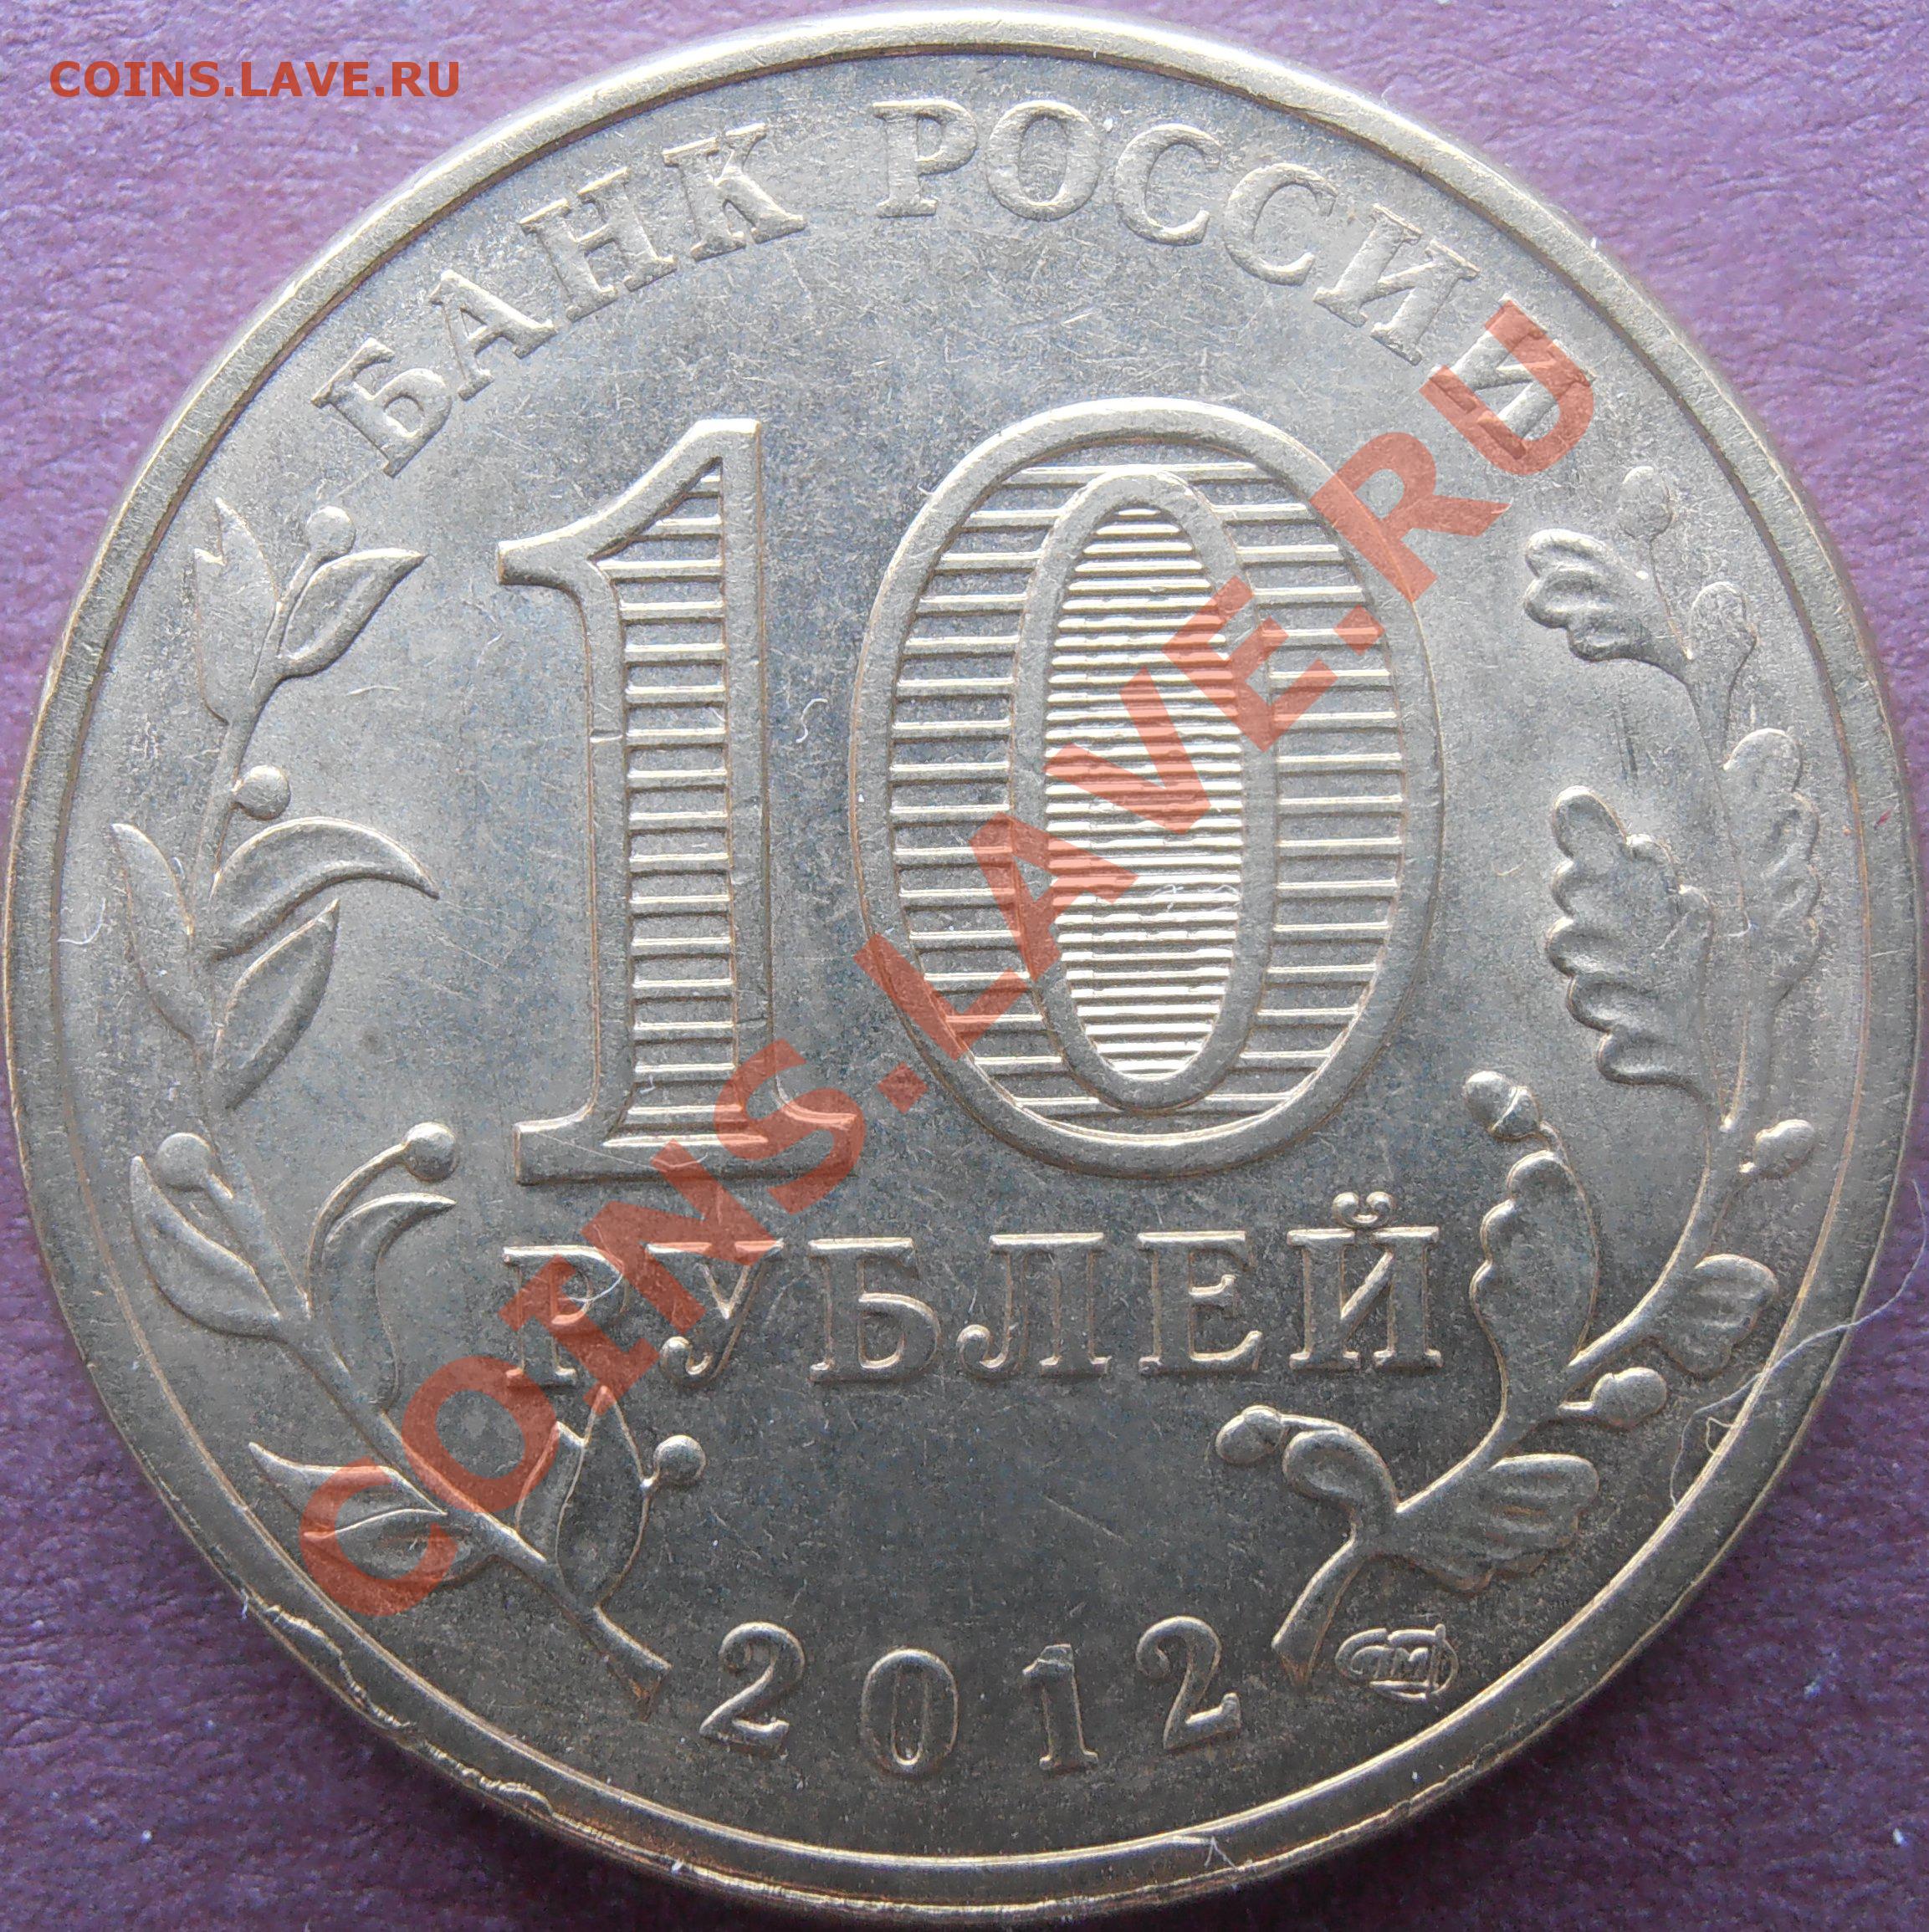 COINS.LAVE.RU
БАНК РОССИИ
10
COINS.LAVE.RU
РУБЛЕЙ
2012
СПМД